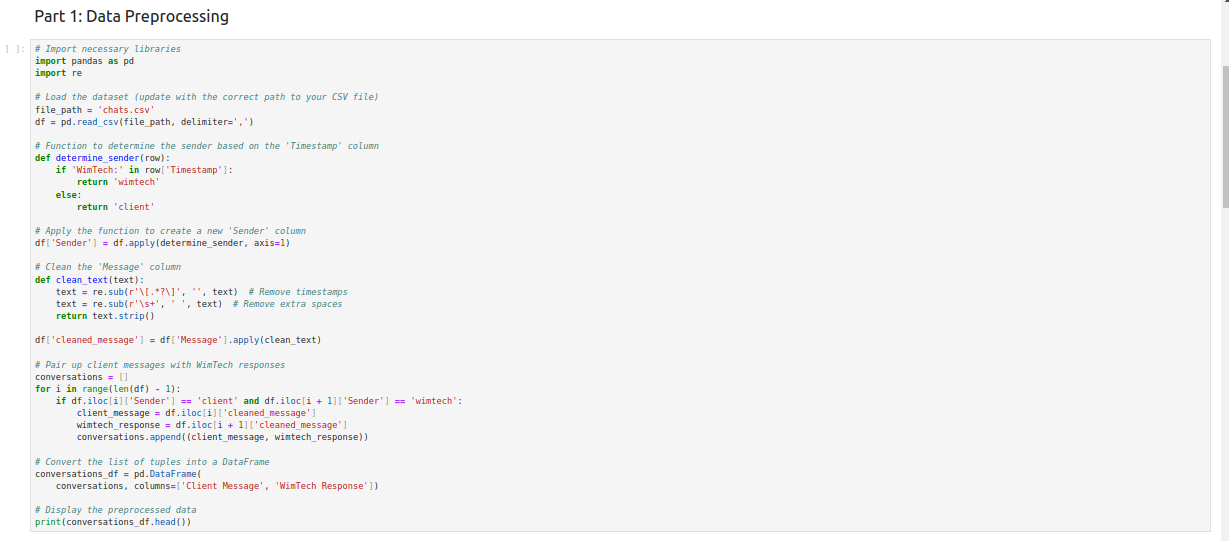 Part 1: Data Preprocessing
[ ]:
# Import necessary libraries
import pandas as pd
import re

# Load the dataset (update with the correct path to your CSV file)
file_path = 'chats.csv'
df = pd.read_csv(file_path, delimiter=',')

# Function to determine the sender based on the 'Timestamp' column
def determine_sender(row):
    if 'WimTech:' in row['Timestamp']:
        return 'wimtech'
    else:
        return 'client'

# Apply the function to create a new 'Sender' column
df['Sender'] = df.apply(determine_sender, axis=1)

# Clean the 'Message' column
def clean_text(text):
    text = re.sub(r'\[.*?\]', '', text)  # Remove timestamps
    text = re.sub(r'\s+', ' ', text)  # Remove extra spaces
    return text.strip()

df['cleaned_message'] = df['Message'].apply(clean_text)

# Pair up client messages with WimTech responses
conversations = []
for i in range(len(df) - 1):
    if df.iloc[i]['Sender'] == 'client' and df.iloc[i + 1]['Sender'] == 'wimtech':
        client_message = df.iloc[i]['cleaned_message']
        wimtech_response = df.iloc[i + 1]['cleaned_message']
        conversations.append((client_message, wimtech_response))

# Convert the list of tuples into a DataFrame
conversations_df = pd.DataFrame(
    conversations, columns=['Client Message', 'WimTech Response'])

# Display the preprocessed data
print(conversations_df.head())